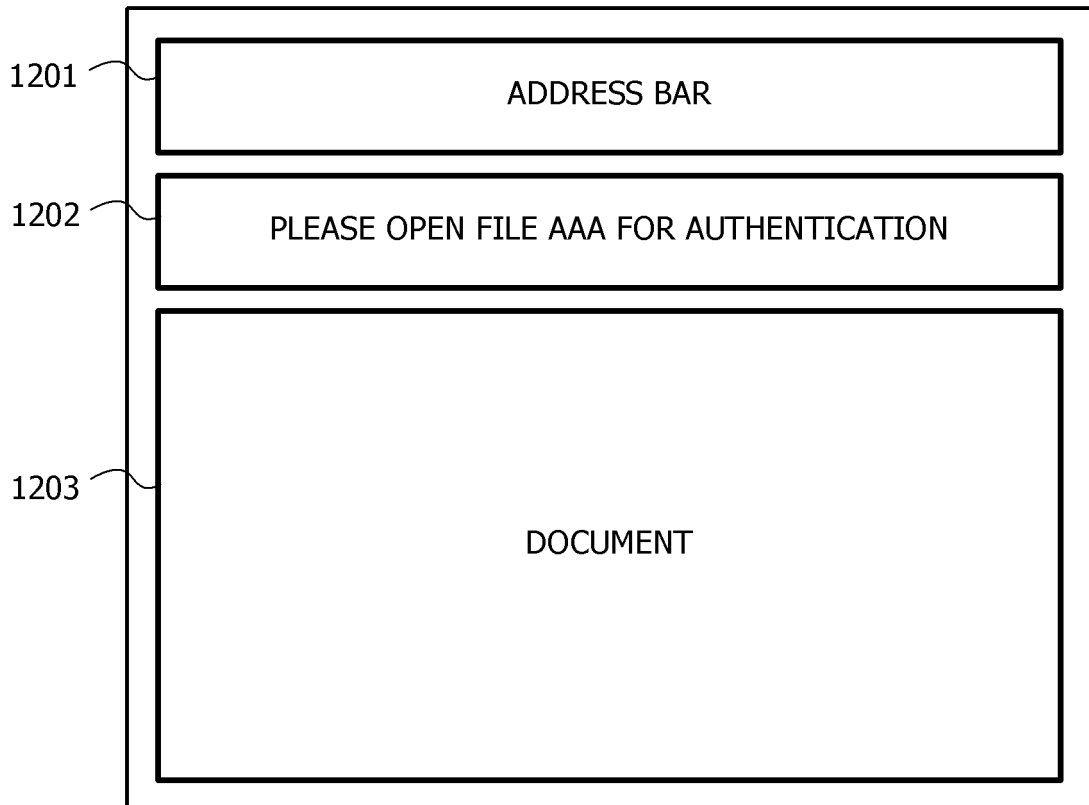 1201
ADDRESS BAR
1202
PLEASE OPEN FILE AAA FOR AUTHENTICATION
1203
DOCUMENT